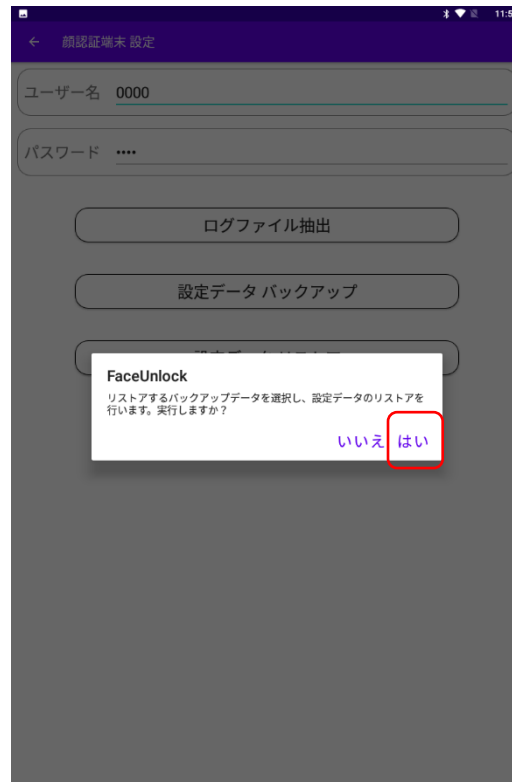 11:5
顔認証端末 設定
ユーザー名 0000
パスワード ••••
ログファイル抽出
設定データ バックアップ
FaceUnlock
リストアするバックアップデータを選択し、設定データのリストアを
行います。実行しますか？
いいえ はい